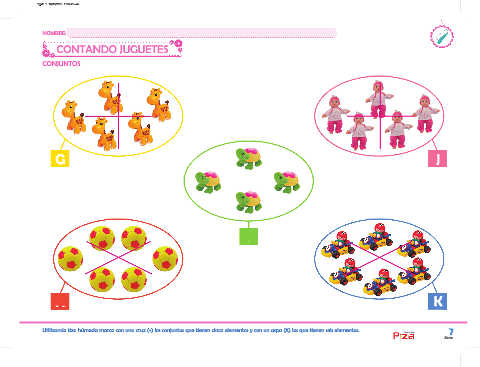 NOMBRE:
CONTANDO JUGUETES
CONJUNTOS
G
J
K
Utilizando tiza húmeda marca con una cruz (+) los conjuntos que tienen cinco elementos y con un aspa (X) los que tienen seis elementos.
7